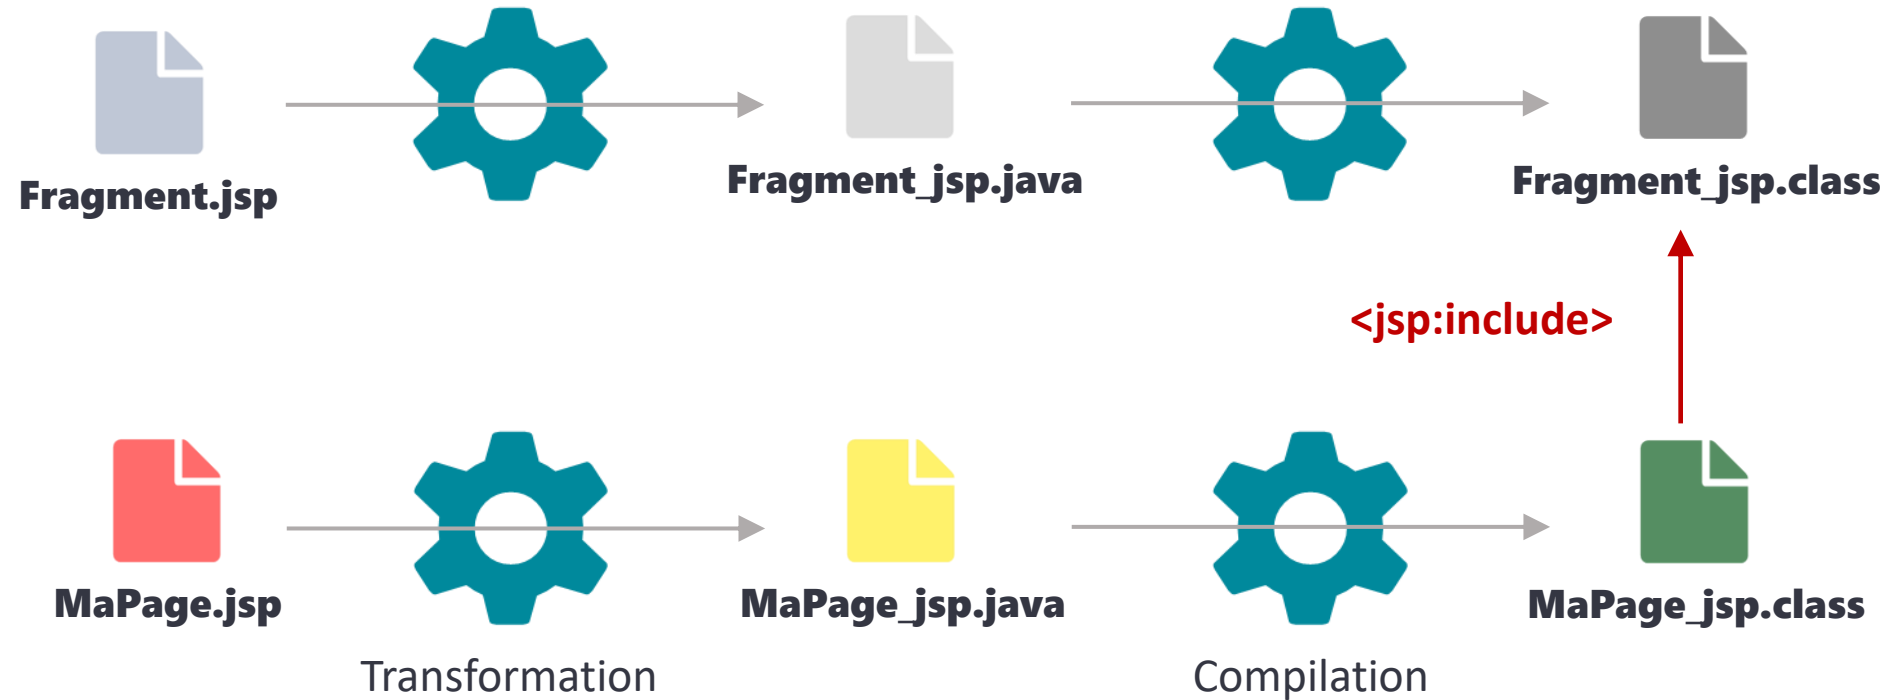 Fragment.jsp
Fragment_jsp.java
Fragment_jsp.class
<jsp:include>
MaPage.jsp
MaPage_jsp.java
MaPage_jsp.class
Transformation
Compilation